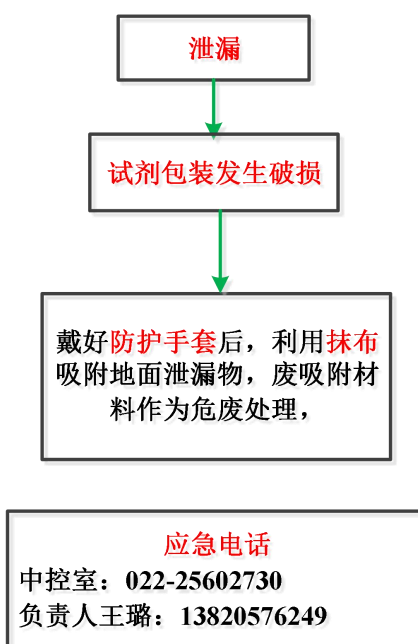 泄漏
试剂包装发生破损
戴好防护手套后，利用抹布
吸附地面泄漏物，废吸附材
料作为危废处理，
应急电话
中控室：022-25602730
负责人王璐：13820576249